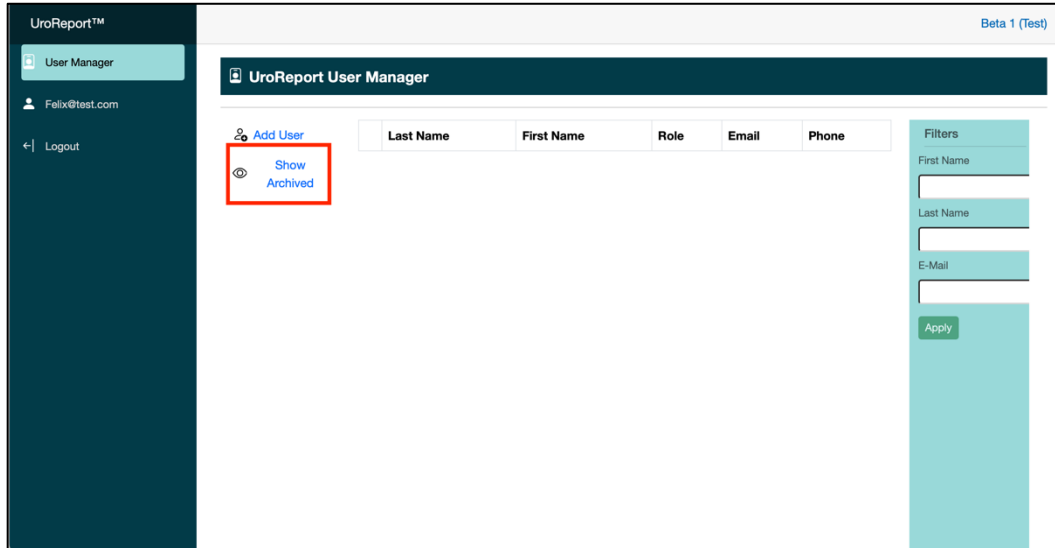 UroReport™
Beta 1 (Test)
User Manager
UroReport User Manager
Felix@test.com
Logout
Add User
Show
Archived
Last Name First Name Role Email Phone
Filters
First Name
Last Name
E-Mail
Apply